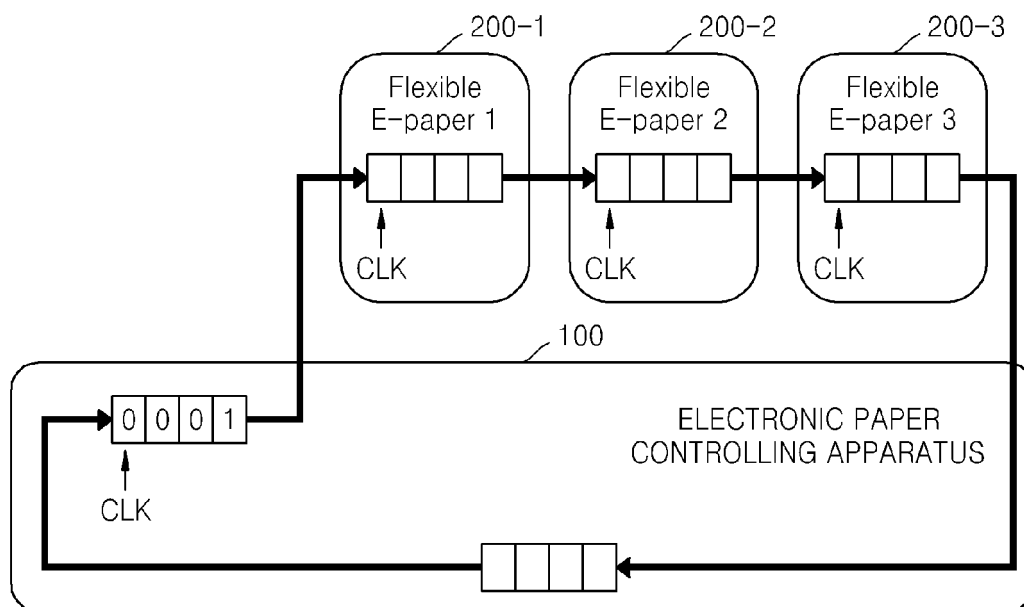 200-1
200-2
200-3
Flexible
E-paper 1
Flexible
E-paper 2
Flexible
E-paper 3
CLK
CLK
CLK
100
0 0 0 1
ELECTRONIC PAPER
CONTROLLING APPARATUS
CLK